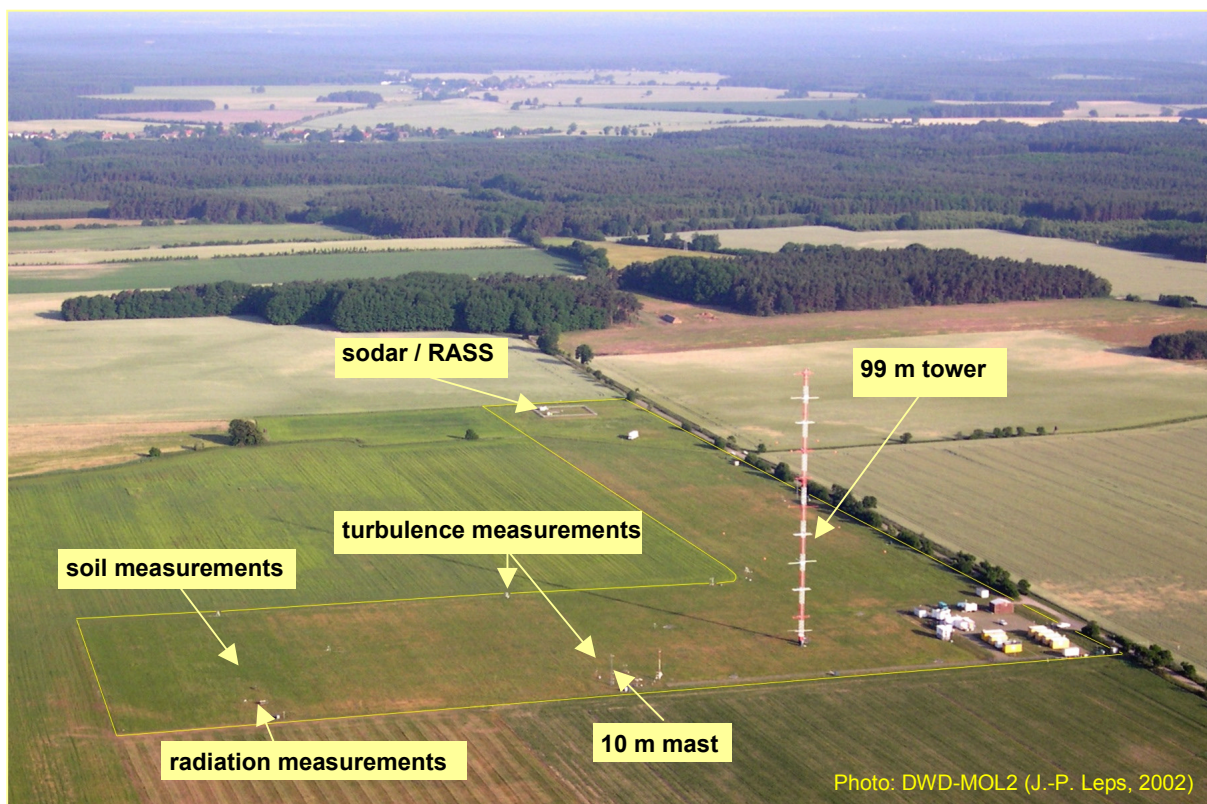 sodar / RASS
99 m tower
turbulence measurements
soil measurements
10 m mast
radiation measurements
Photo: DWD-MOL2 (J.-P. Leps, 2002)